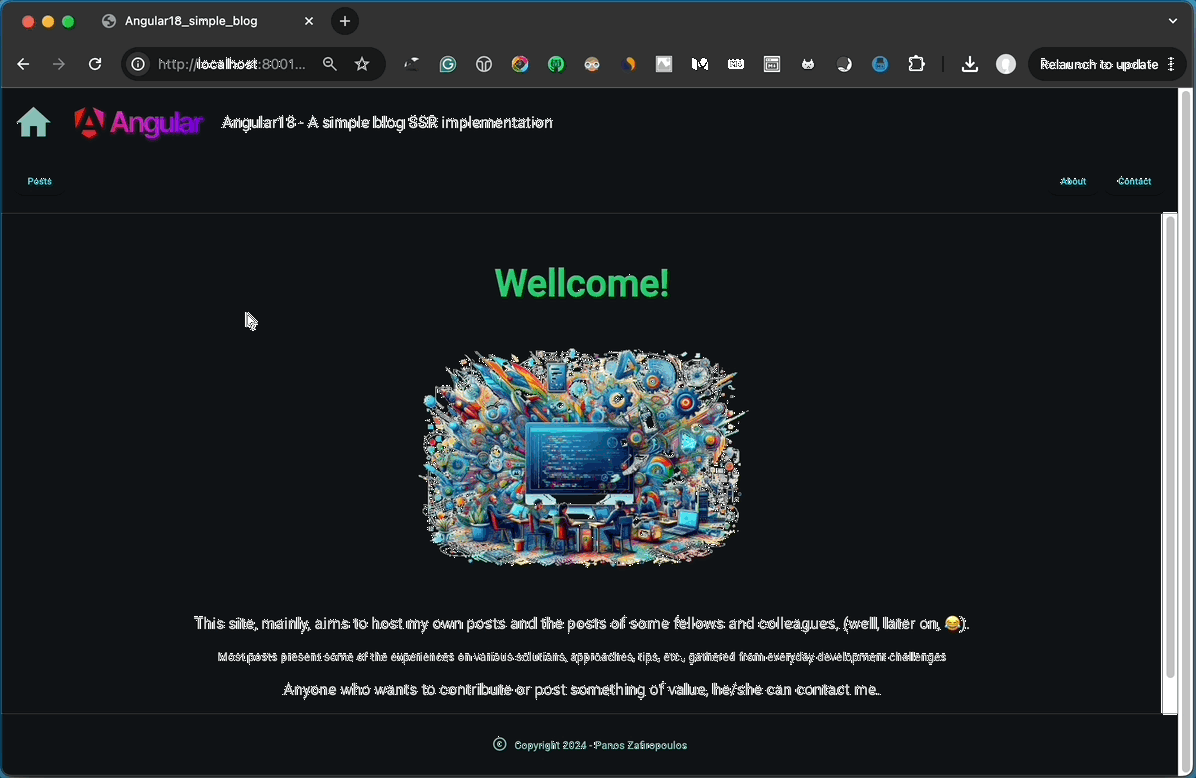 Angular18_simple_blog
http://localhost:8001...
Relaunch to update
Angular
Angular18 - A simple blog SSR implementation
Posts
About
Contact
Wellcome!
This site, mainly, aims to host my own posts and the posts of some fellows and colleagues, (well, later on, 😂).
Most posts present some of the experiences on various solutions, approaches, tips, etc., gathered from everyday development challenges
Anyone who wants to contribute or post something of value, he/she can contact me.
© Copyright 2024 - Panos Zafiropoulos